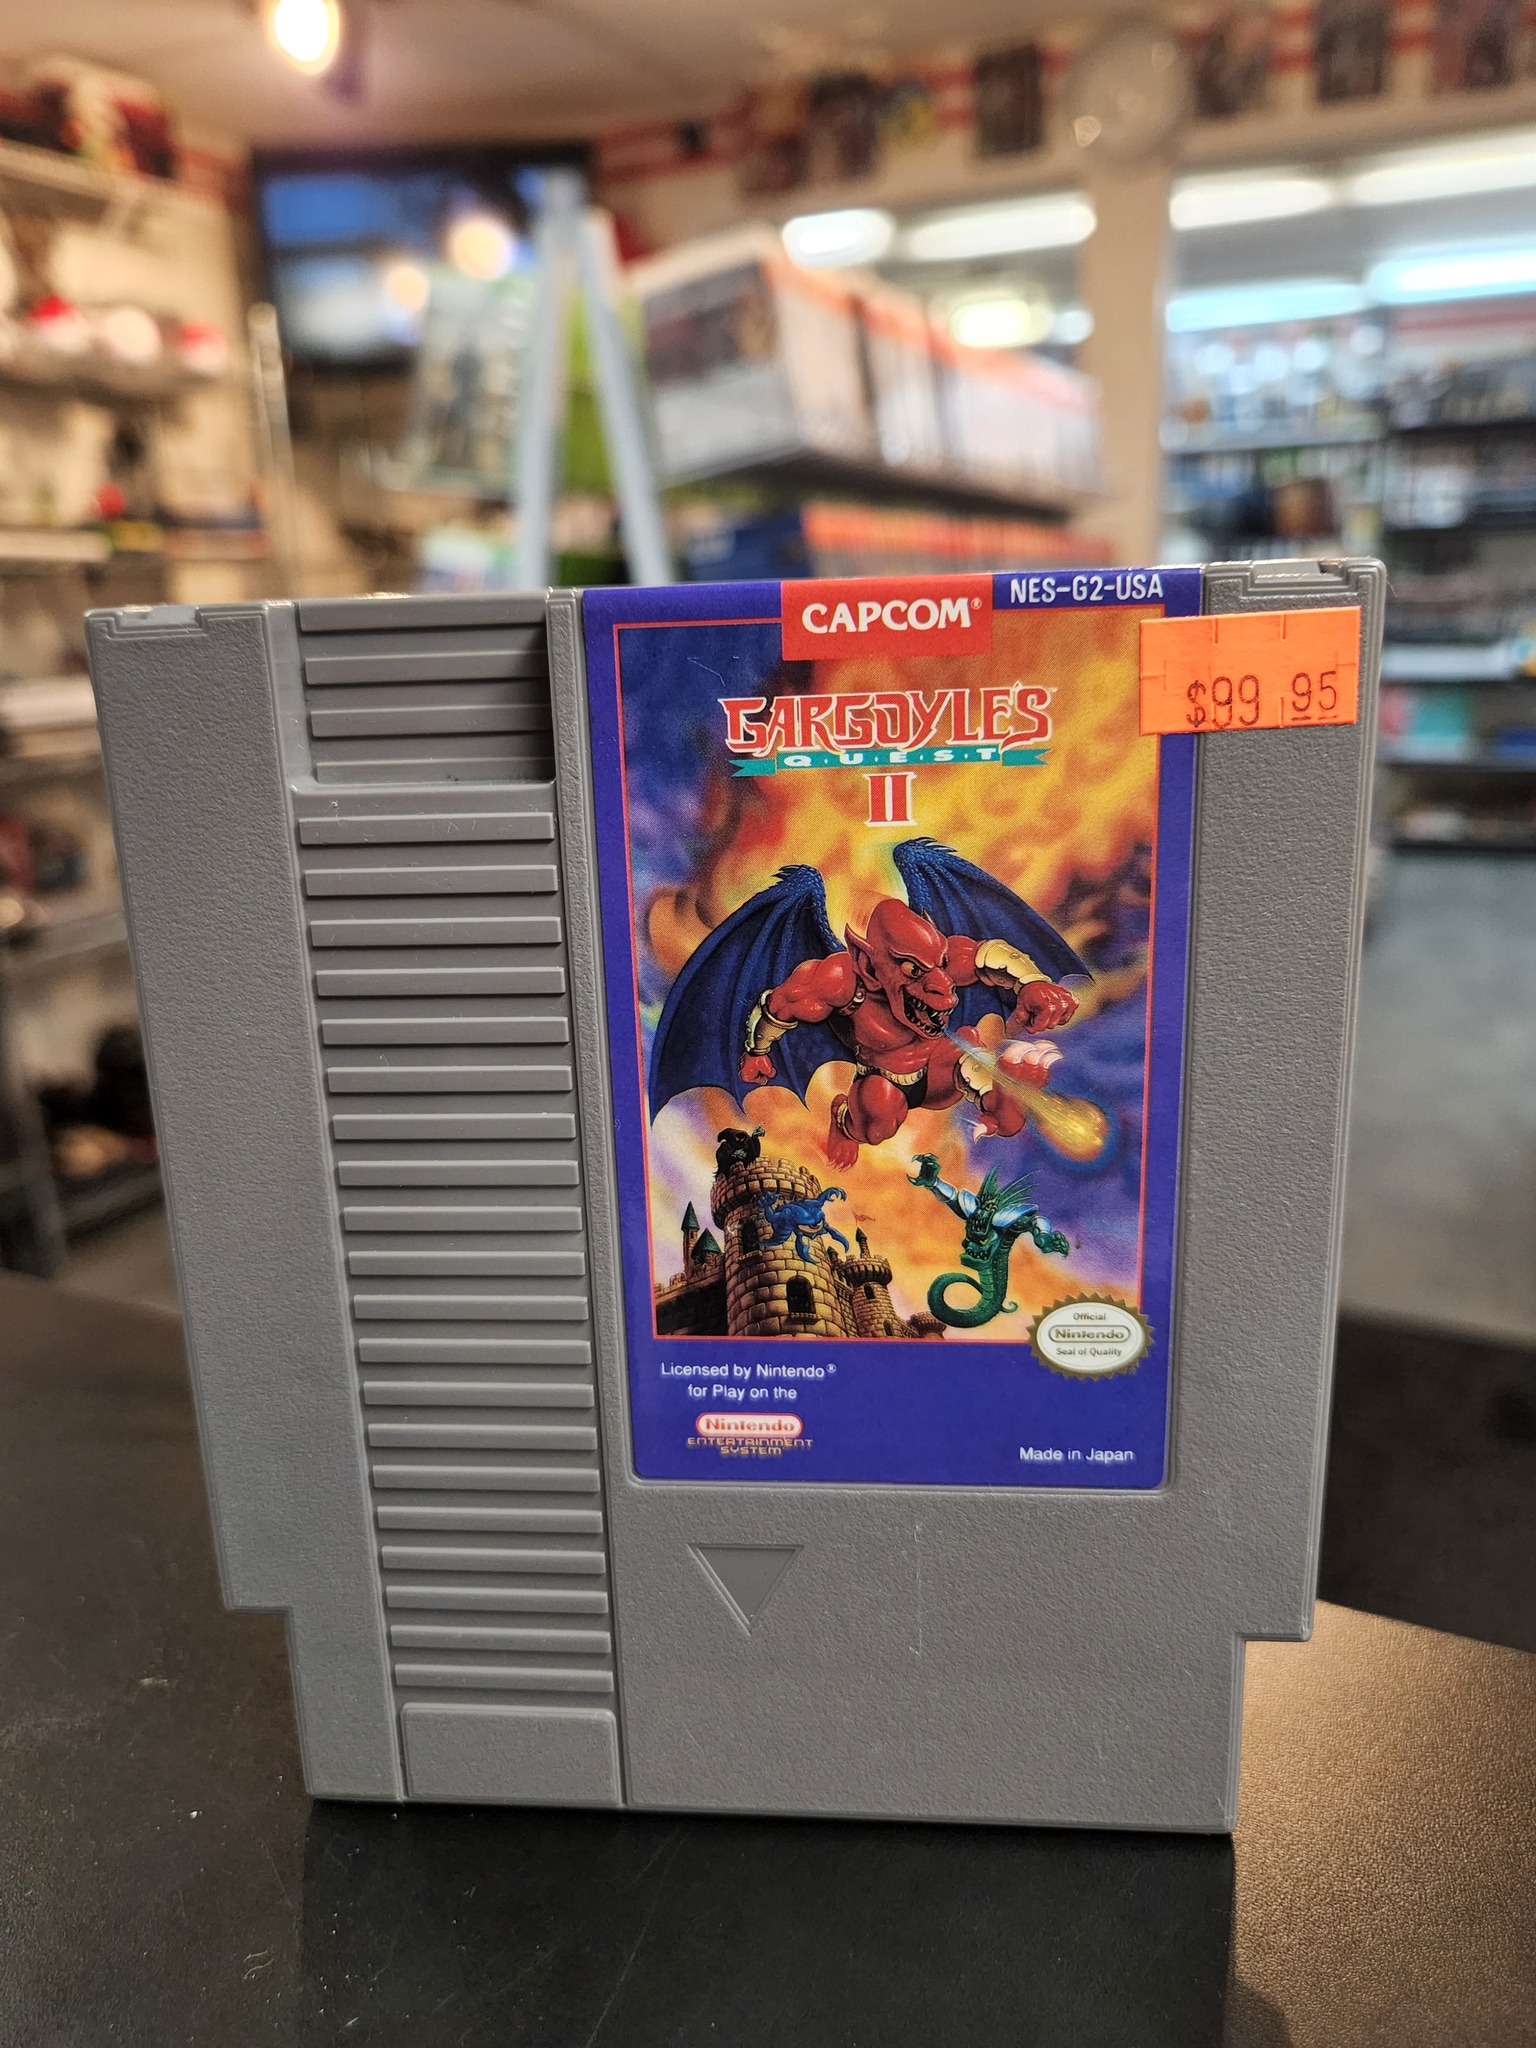 CAPCOM®
NES-G2-USA
$99.95
GARGOYLE'S
QUEST
II
Official
Nintendo
Seal of Quality
Licensed by Nintendo®
for Play on the
Nintendo
ENTERTAINMENT
SYSTEM
Made in Japan